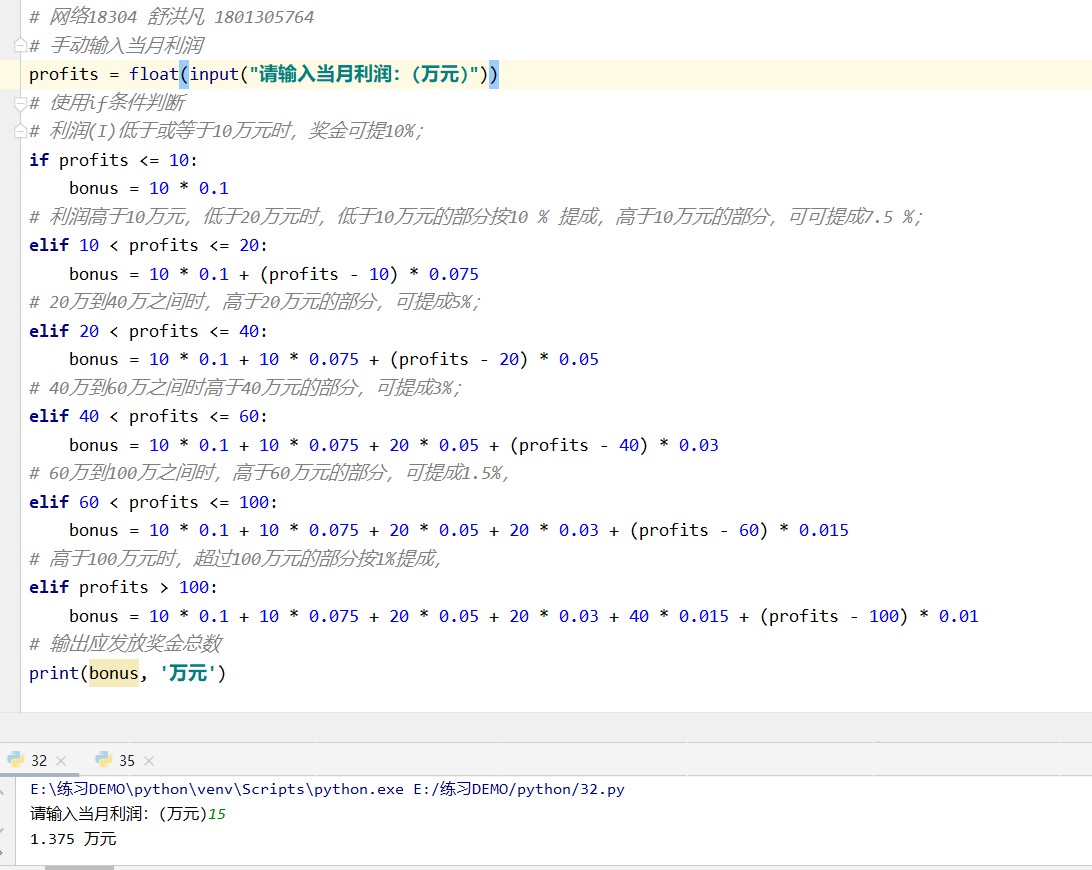 # 网络18304 舒洪凡 1801305764
# 手动输入当月利润
profits = float(input("请输入当月利润：(万元)"))
# 使用if条件判断
# 利润(I)低于或等于10万元时，奖金可提10%；
if profits <= 10:
    bonus = 10 * 0.1
# 利润高于10万元，低于20万元时，低于10万元的部分按10 % 提成，高于10万元的部分，可可提成7.5 %；
elif 10 < profits <= 20:
    bonus = 10 * 0.1 + (profits - 10) * 0.075
# 20万到40万之间时，高于20万元的部分，可提成5%；
elif 20 < profits <= 40:
    bonus = 10 * 0.1 + 10 * 0.075 + (profits - 20) * 0.05
# 40万到60万之间时高于40万元的部分，可提成3%；
elif 40 < profits <= 60:
    bonus = 10 * 0.1 + 10 * 0.075 + 20 * 0.05 + (profits - 40) * 0.03
# 60万到100万之间时，高于60万元的部分，可提成1.5%，
elif 60 < profits <= 100:
    bonus = 10 * 0.1 + 10 * 0.075 + 20 * 0.05 + 20 * 0.03 + (profits - 60) * 0.015
# 高于100万元时，超过100万元的部分按1%提成，
elif profits > 100:
    bonus = 10 * 0.1 + 10 * 0.075 + 20 * 0.05 + 20 * 0.03 + 40 * 0.015 + (profits - 100) * 0.01
# 输出应发放奖金总数
print(bonus, '万元')
32 35
E:\练习DEMO\python\venv\Scripts\python.exe E:/练习DEMO/python/32.py
请输入当月利润：(万元)15
1.375 万元